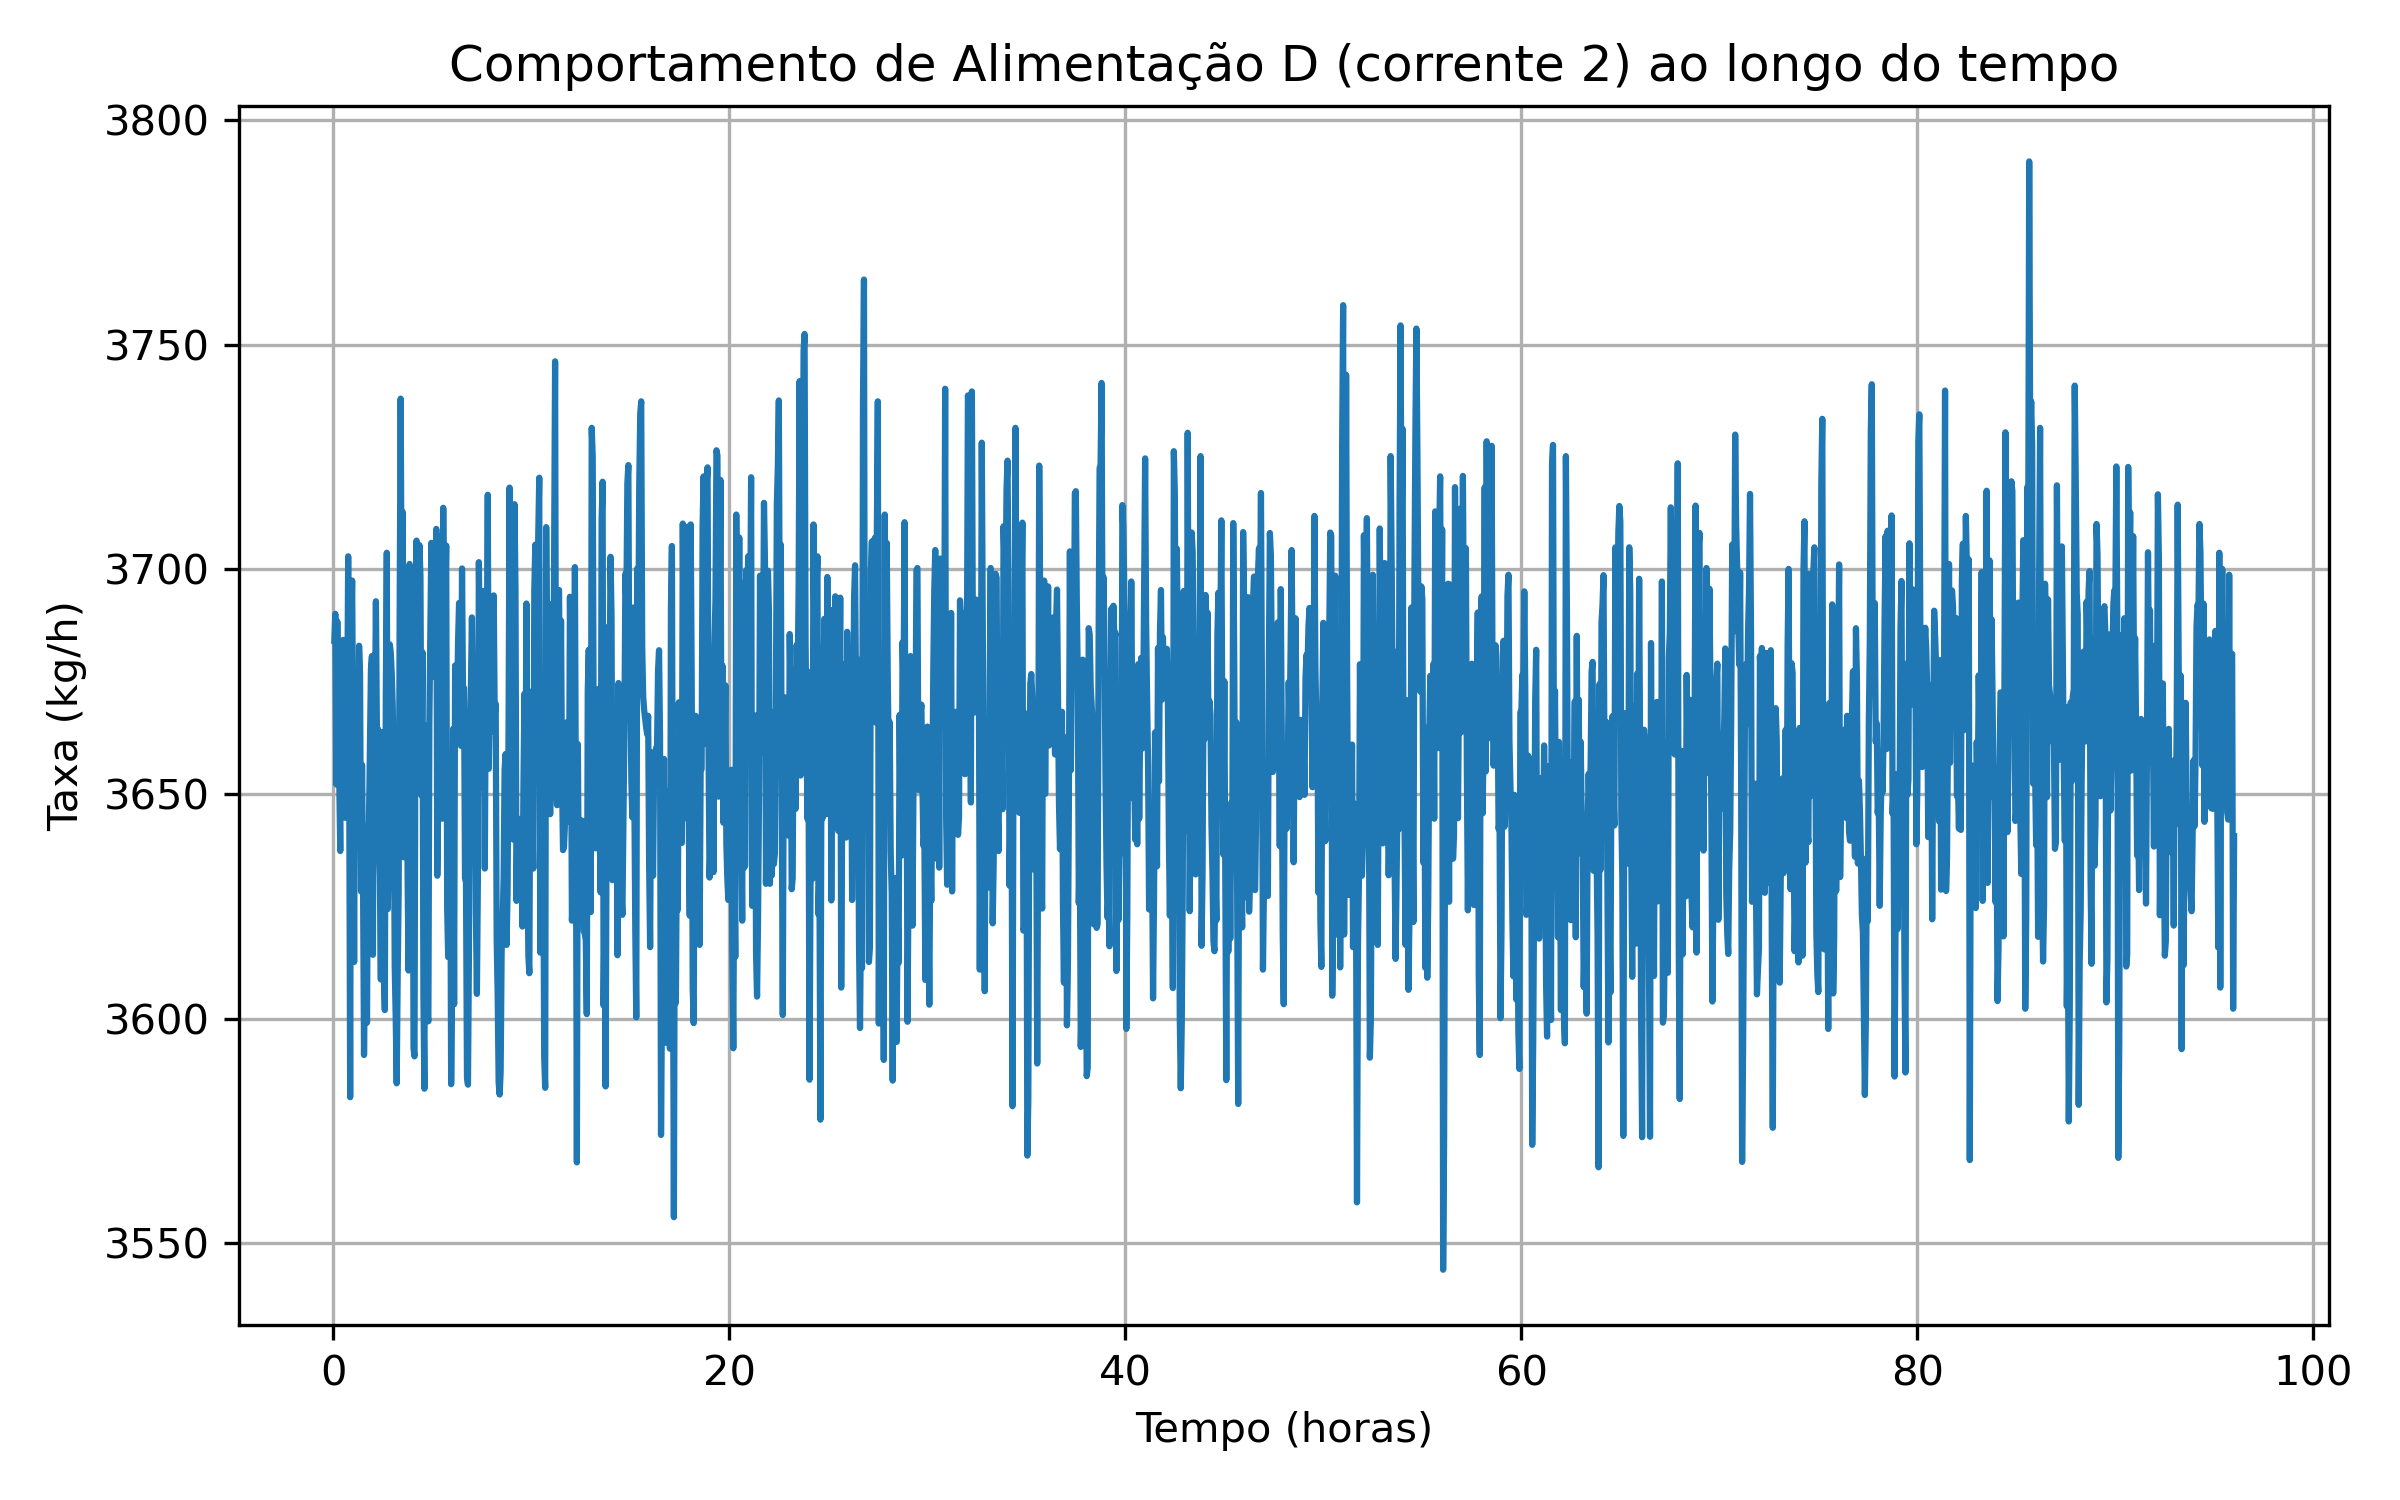 Comportamento de Alimentação D (corrente 2) ao longo do tempo
3800
3750
3700
3650
3600
3550
Taxa (kg/h)
0 20 40 60 80 100
Tempo (horas)